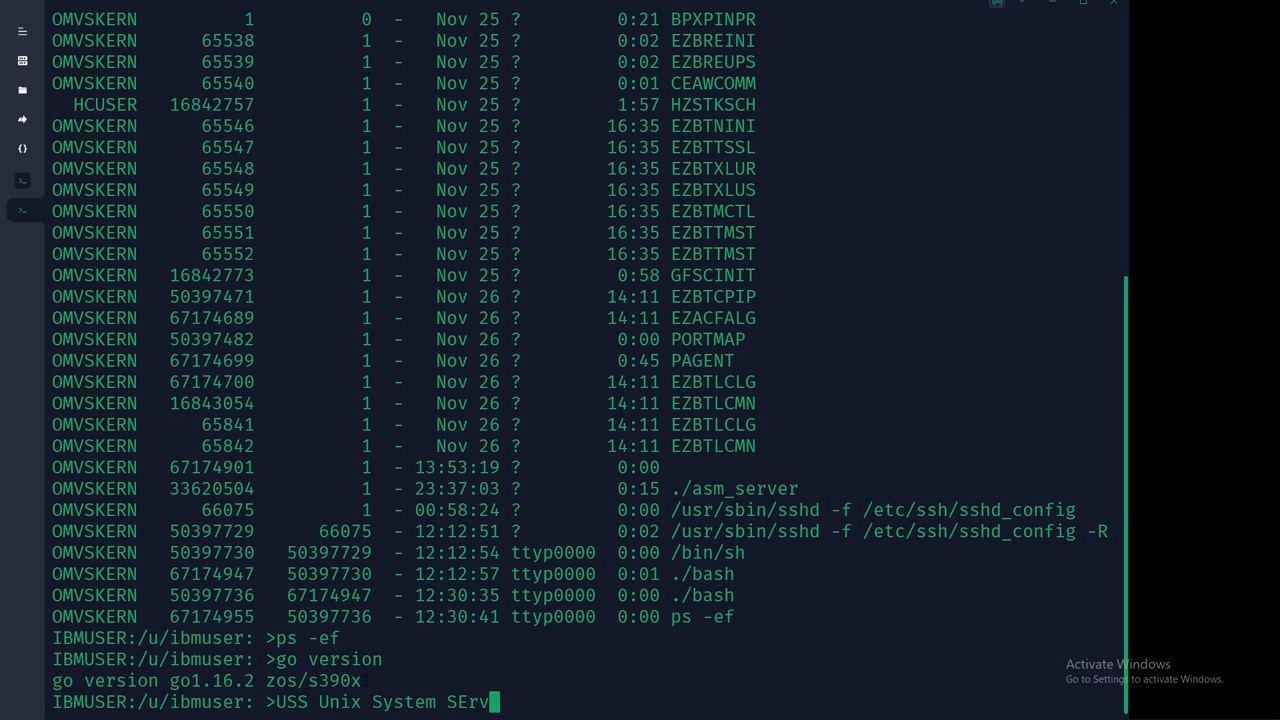 OMVSKERN 1 0 - Nov 25 ? 0:21 BPXPINPR
OMVSKERN 65538 1 - Nov 25 ? 0:02 EZBREINI
OMVSKERN 65539 1 - Nov 25 ? 0:02 EZBREUPS
OMVSKERN 65540 1 - Nov 25 ? 0:01 CEAWCOMM
HCUSER 16842757 1 - Nov 25 ? 1:57 HZSTKSCH
OMVSKERN 65546 1 - Nov 25 ? 16:35 EZBTNINI
OMVSKERN 65547 1 - Nov 25 ? 16:35 EZBTTSSL
OMVSKERN 65548 1 - Nov 25 ? 16:35 EZBTXLUR
OMVSKERN 65549 1 - Nov 25 ? 16:35 EZBTXLUS
OMVSKERN 65550 1 - Nov 25 ? 16:35 EZBTMCTL
OMVSKERN 65551 1 - Nov 25 ? 16:35 EZBTTMST
OMVSKERN 65552 1 - Nov 25 ? 16:35 EZBTTMST
OMVSKERN 16842773 1 - Nov 25 ? 0:58 GFSCINIT
OMVSKERN 50397471 1 - Nov 26 ? 14:11 EZBTCPIP
OMVSKERN 67174689 1 - Nov 26 ? 14:11 EZACFALG
OMVSKERN 50397482 1 - Nov 26 ? 0:00 PORTMAP
OMVSKERN 67174699 1 - Nov 26 ? 0:45 PAGENT
OMVSKERN 67174700 1 - Nov 26 ? 14:11 EZBTLCLG
OMVSKERN 16843054 1 - Nov 26 ? 14:11 EZBTLCMN
OMVSKERN 65841 1 - Nov 26 ? 14:11 EZBTLCLG
OMVSKERN 65842 1 - Nov 26 ? 14:11 EZBTLCMN
OMVSKERN 67174901 1 - 13:53:19 ? 0:00
OMVSKERN 33620504 1 - 23:37:03 ? 0:15 ./asm_server
OMVSKERN 66075 1 - 00:58:24 ? 0:00 /usr/sbin/sshd -f /etc/ssh/sshd_config
OMVSKERN 50397729 66075 - 12:12:51 ? 0:02 /usr/sbin/sshd -f /etc/ssh/sshd_config -R
OMVSKERN 50397730 50397729 - 12:12:54 ttyp0000 0:00 /bin/sh
OMVSKERN 67174947 50397730 - 12:12:57 ttyp0000 0:01 ./bash
OMVSKERN 50397736 67174947 - 12:30:35 ttyp0000 0:00 ./bash
OMVSKERN 67174955 50397736 - 12:30:41 ttyp0000 0:00 ps -ef
IBMUSER:/u/ibmuser: >ps -ef
IBMUSER:/u/ibmuser: >go version
go version go1.16.2 zos/s390x
IBMUSER:/u/ibmuser: >USS Unix System SErv
Activate Windows
Go to Settings to activate Windows.